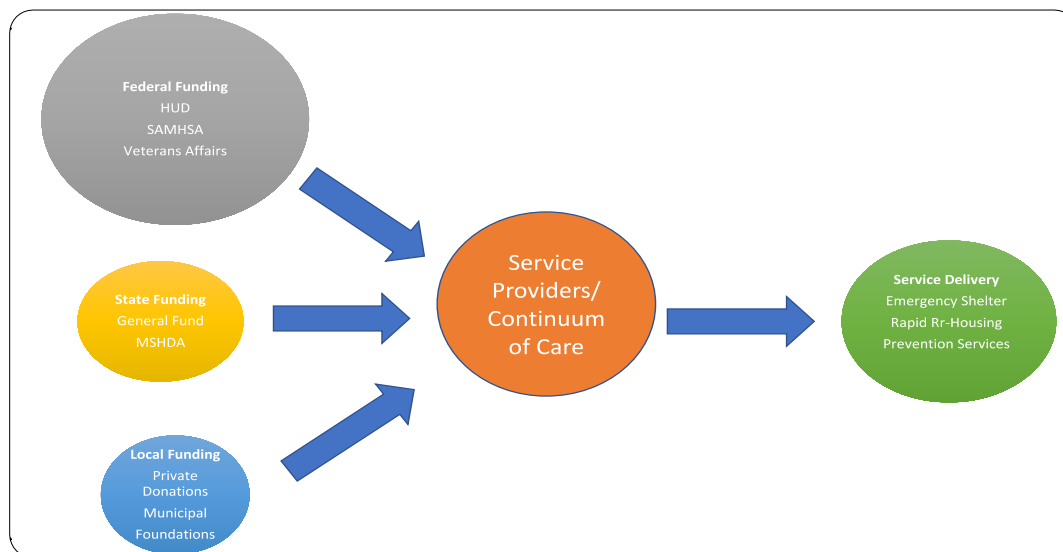 Federal Funding
HUD
SAMHSA
Veterans Affairs
State Funding
General Fund
MSHDA
Local Funding
Private
Donations
Municipal
Foundations
Service
Providers/
Continuum
of Care
Service Delivery
Emergency Shelter
Rapid Rr-Housing
Prevention Services